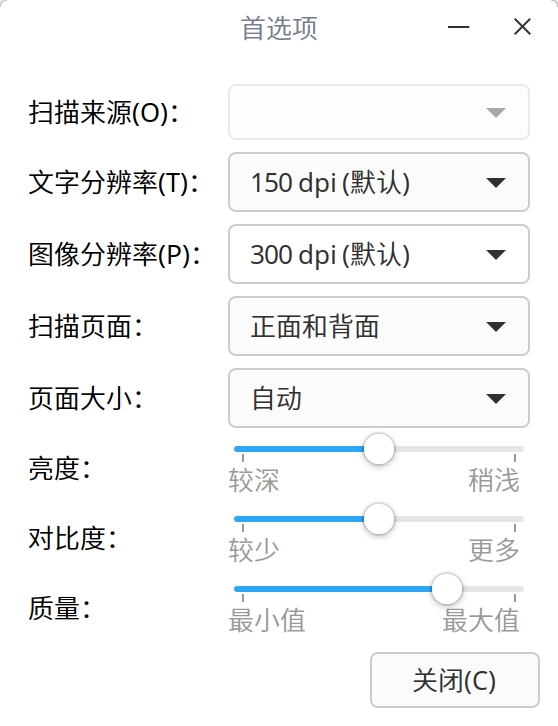 首选项
扫描来源(O)：
文字分辨率(T)： 150 dpi (默认)
图像分辨率(P)： 300 dpi (默认)
扫描页面： 正面和背面
页面大小： 自动
亮度：
较深 稍浅
对比度：
较少 更多
质量：
最小值 最大值
关闭(C)